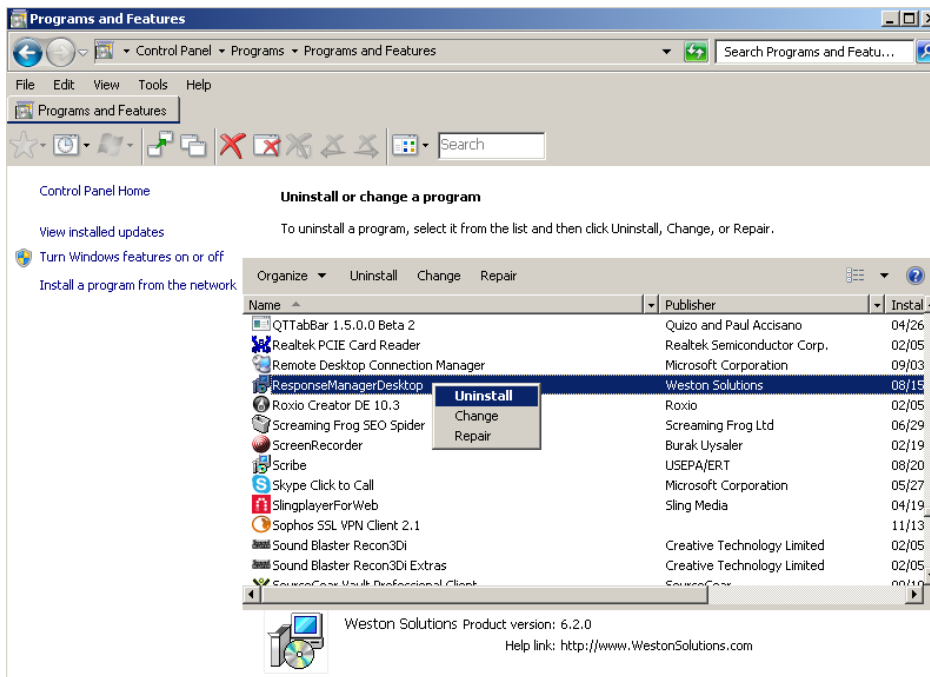 Programs and Features
Control Panel Programs Programs and Features Search Programs and Featu...
File Edit View Tools Help
Programs and Features
Search
Control Panel Home
Uninstall or change a program
View installed updates
To uninstall a program, select it from the list and then click Uninstall, Change, or Repair.
Turn Windows features on or off
Install a program from the network
Organize Uninstall Change Repair
Name Publisher Instal
QTTabBar 1.5.0.0 Beta 2 Quizo and Paul Accisano 04/26
Realtek PCIE Card Reader Realtek Semiconductor Corp. 02/05
Remote Desktop Connection Manager Microsoft Corporation 09/03
ResponseManagerDesktop Weston Solutions 08/15
Uninstall
Roxio Creator DE 10.3 Roxio 02/05
Change
Screaming Frog SEO Spider Screaming Frog Ltd 06/29
Repair
ScreenRecorder Burak Uysaler 02/19
Scribe USEPA/ERT 08/20
Skype Click to Call Microsoft Corporation 05/27
SlingplayerForWeb Sling Media 04/19
Sophos SSL VPN Client 2.1 11/13
Sound Blaster Recon3Di Creative Technology Limited 02/05
Sound Blaster Recon3Di Extras Creative Technology Limited 02/05
SourceGear Vault Professional Client SourceGear
Weston Solutions Product version: 6.2.0
Help link: http://www.WestonSolutions.com